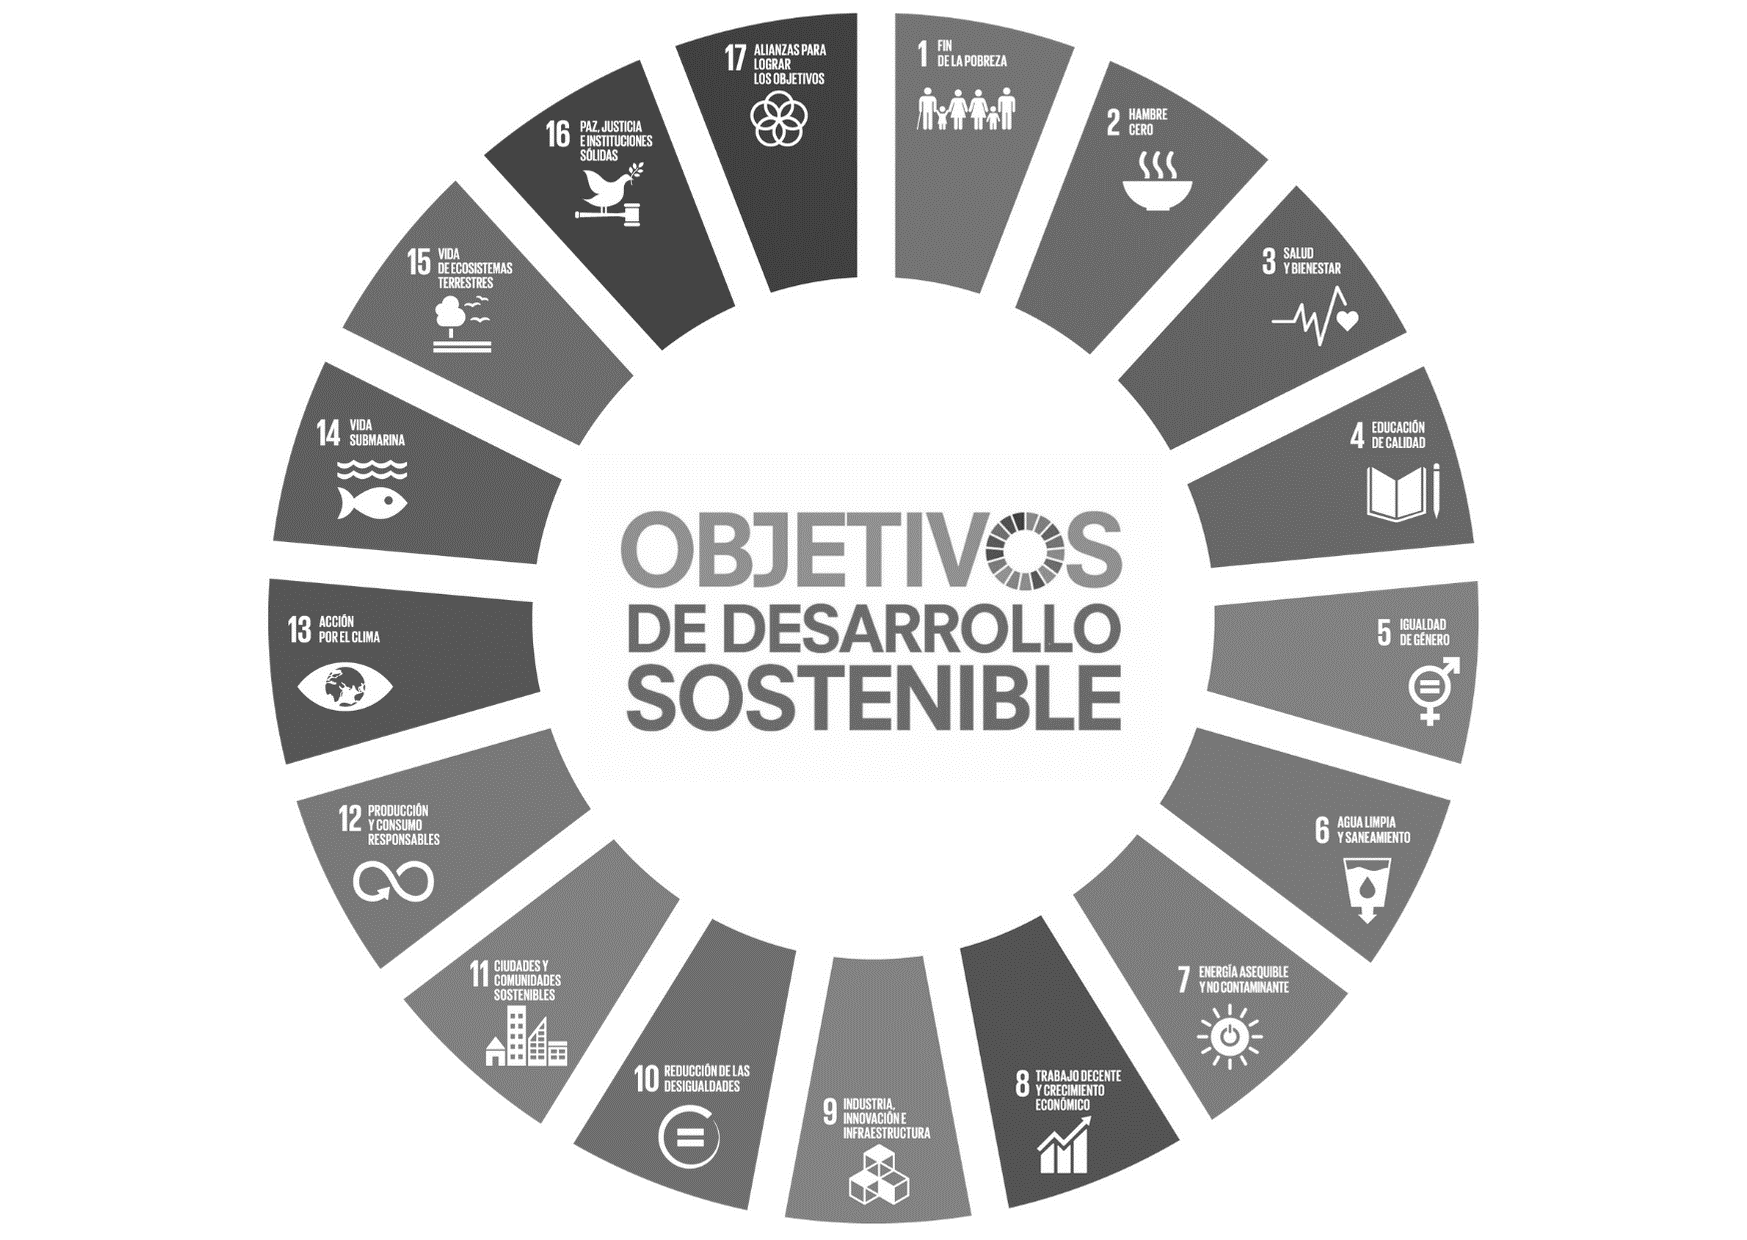 1 FIN
DE LA POBREZA
2 HAMBRE
CERO
3 SALUD
Y BIENESTAR
4 EDUCACIÓN
DE CALIDAD
5 IGUALDAD
DE GÉNERO
6 AGUA LIMPIA
Y SANEAMIENTO
7 ENERGÍA ASEQUIBLE
Y NO CONTAMINANTE
8 TRABAJO DECENTE
Y CRECIMIENTO
ECONÓMICO
9 INDUSTRIA,
INNOVACIÓN E
INFRAESTRUCTURA
10 REDUCCIÓN DE LAS
DESIGUALDADES
11 CIUDADES Y
COMUNIDADES
SOSTENIBLES
12 PRODUCCIÓN
Y CONSUMO
RESPONSABLES
13 ACCIÓN
POR EL CLIMA
14 VIDA
SUBMARINA
15 VIDA
DE ECOSISTEMAS
TERRESTRES
16 PAZ, JUSTICIA
E INSTITUCIONES
SÓLIDAS
17 ALIANZAS PARA
LOGRAR
LOS OBJETIVOS
OBJETIVOS
DE DESARROLLO
SOSTENIBLE